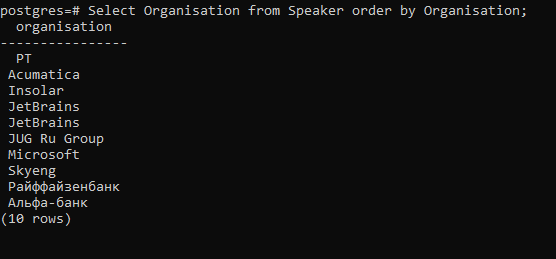 postgres=# Select Organisation from Speaker order by Organisation;
organisation
----------------
PT
Acumatica
Insolar
JetBrains
JetBrains
JUG Ru Group
Microsoft
Skyeng
Райффайзенбанк
Альфа-банк
(10 rows)